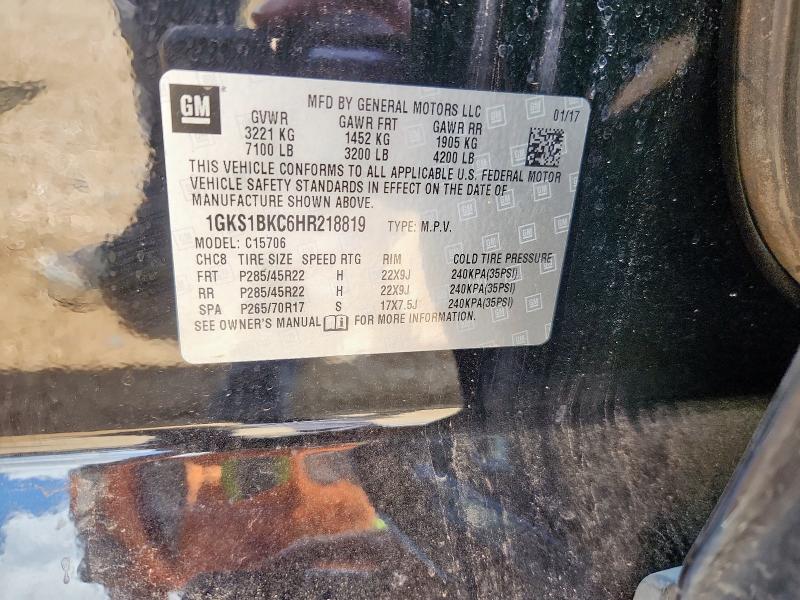 GM
MFD BY GENERAL MOTORS LLC
01/17
GVWR GAWR FRT GAWR RR
3221 KG 1452 KG 1905 KG
7100 LB 3200 LB 4200 LB
THIS VEHICLE CONFORMS TO ALL APPLICABLE U.S. FEDERAL MOTOR
VEHICLE SAFETY STANDARDS IN EFFECT ON THE DATE OF
MANUFACTURE SHOWN ABOVE.
1GKS1BKC6HR218819 TYPE: M.P.V.
MODEL: C15706
CHC8 TIRE SIZE SPEED RTG RIM COLD TIRE PRESSURE
FRT P285/45R22 H 22X9J 240KPA(35PSI)
RR P285/45R22 H 22X9J 240KPA(35PSI)
SPA P265/70R17 S 17X7.5J 240KPA(35PSI)
SEE OWNER'S MANUAL FOR MORE INFORMATION.